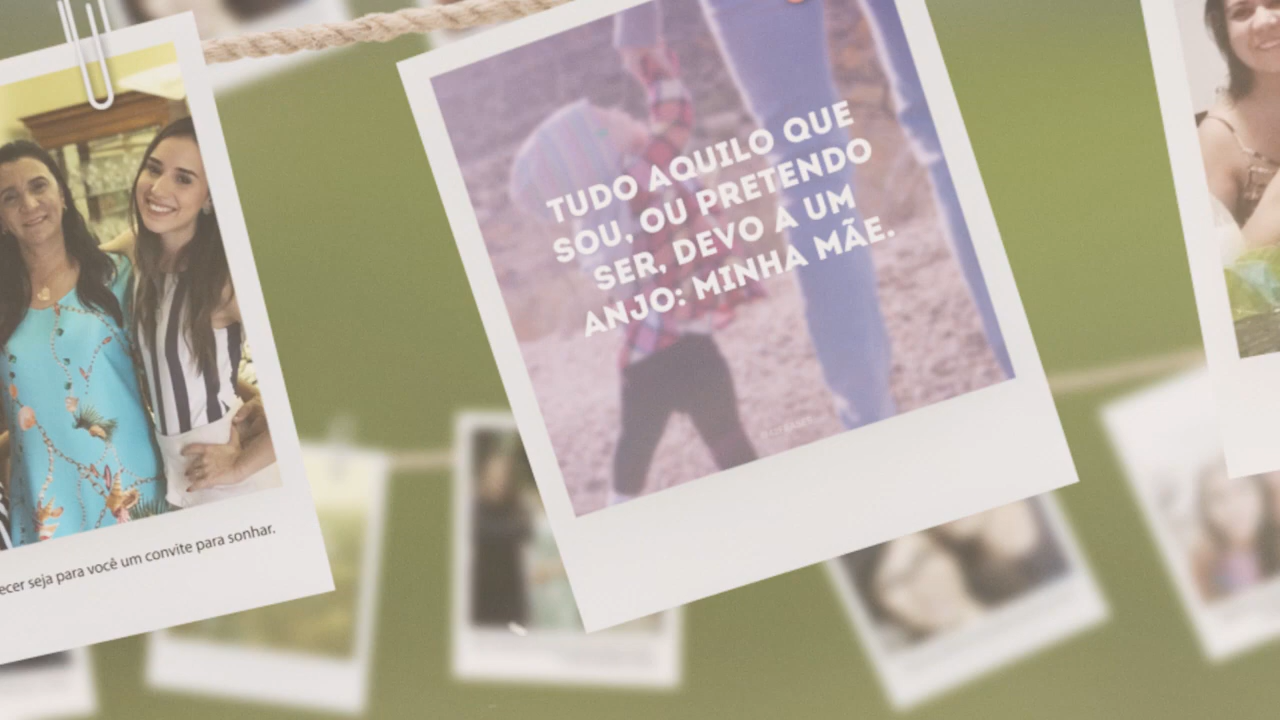 TUDO AQUILO QUE
SOU, OU PRETENDO
SER, DEVO A UM
ANJO: MINHA MÃE.
seja para você um convite para sonhar.